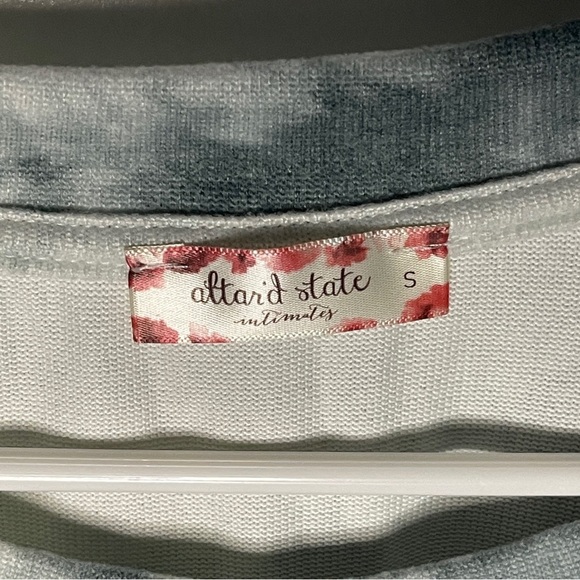 altar'd state S
intimates